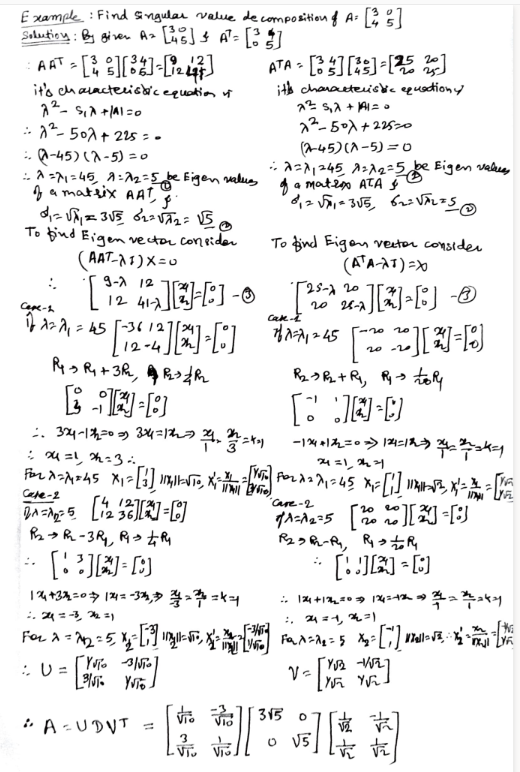 Example : Find singular value decomposition of A = [3 0; 4 5]
Solution : By given A = [3 0; 4 5] & Aᵀ = [3 4; 0 5]
∴ AAᵀ = [3 0; 4 5][3 4; 0 5] = [9 12; 12 41]
it's characteristic equation is
λ² - S₁λ + |A| = 0
∴ λ² - 50λ + 225 = 0
∴ (λ-45)(λ-5) = 0
∴ λ = λ₁ = 45, λ = λ₂ = 5 be Eigen values ①
of a matrix AAᵀ, &
σ₁ = √λ₁ = 3√5 σ₂ = √λ₂ = √5 ②
To find Eigen vector consider
(AAᵀ-λI)X = 0
∴ [9-λ 12; 12 41-λ][x₁; x₂] = [0; 0] - ③
Case-1
If λ = λ₁ = 45 [-36 12; 12 -4][x₁; x₂] = [0; 0]
R₁ → R₁ + 3R₂, R₂ → ¼R₂
[0 0; 3 -1][x₁; x₂] = [0; 0]
∴ 3x₁ - 1x₂ = 0 ⇒ 3x₁ = 1x₂ ⇒ x₁/1 = x₂/3 = k = 1
∴ x₁ = 1, x₂ = 3 ∴
For λ = λ₁ = 45 X₁ = [1; 3] ||X₁|| = √10, X₁' = X₁/||X₁|| = [1/√10; 3/√10]
Case-2
If λ = λ₂ = 5 [4 12; 12 36][x₁; x₂] = [0; 0]
R₂ → R₂ - 3R₁, R₁ → ¼R₁
∴ [1 3; 0 0][x₁; x₂] = [0; 0]
1x₁ + 3x₂ = 0 ⇒ 1x₁ = -3x₂ ⇒ x₁/-3 = x₂/1 = k = 1
∴ x₁ = -3, x₂ = 1
For λ = λ₂ = 5, X₂ = [-3; 1] ||X₂|| = √10, X₂' = X₂/||X₂|| = [-3/√10; 1/√10]
∴ U = [1/√10 -3/√10; 3/√10 1/√10]
AᵀA = [3 4; 0 5][3 0; 4 5] = [25 20; 20 25]
it's characteristic equation is
λ² - S₁λ + |A| = 0
λ² - 50λ + 225 = 0
(λ-45)(λ-5) = 0
∴ λ = λ₁ = 45, λ = λ₂ = 5 be Eigen values
of a matrix AᵀA & ①
σ₁ = √λ₁ = 3√5, σ₂ = √λ₂ = 5 ②
To find Eigen vector consider
(AᵀA-λI) = X0
[25-λ 20; 20 25-λ][x₁; x₂] = [0; 0] - ③
Case-1
If λ = λ₁ = 45 [-20 20; 20 -20][x₁; x₂] = [0; 0]
R₂ → R₂ + R₁, R₁ → 1/20 R₁
[-1 1; 0 0][x₁; x₂] = [0; 0]
-1x₁ + 1x₂ = 0 ⇒ 1x₁ = 1x₂ ⇒ x₁/1 = x₂/1 = k = 1
x₁ = 1, x₂ = 1
For λ = λ₁ = 45 X₁ = [1; 1] ||X₁|| = √2, X₁' = X₁/||X₁|| = [1/√2; 1/√2]
Case-2
If λ = λ₂ = 5 [20 20; 20 20][x₁; x₂] = [0; 0]
R₂ → R₂ - R₁, R₁ → 1/20 R₁
∴ [1 1; 0 0][x₁; x₂] = [0; 0]
∴ 1x₁ + 1x₂ = 0 ⇒ 1x₁ = -1x₂ ⇒ x₁/-1 = x₂/1 = k = 1
∴ x₁ = -1, x₂ = 1
For λ = λ₂ = 5 X₂ = [-1; 1] ||X₂|| = √2, ∴ X₂' = X₂/||X₂|| =
V = [1/√2 -1/√2; 1/√2 1/√2]
∴ A = UDVᵀ = [1/√10 -3/√10; 3/√10 1/√10][3√5 0; 0 √5][1/√2 -1/√2; 1/√2 1/√2]